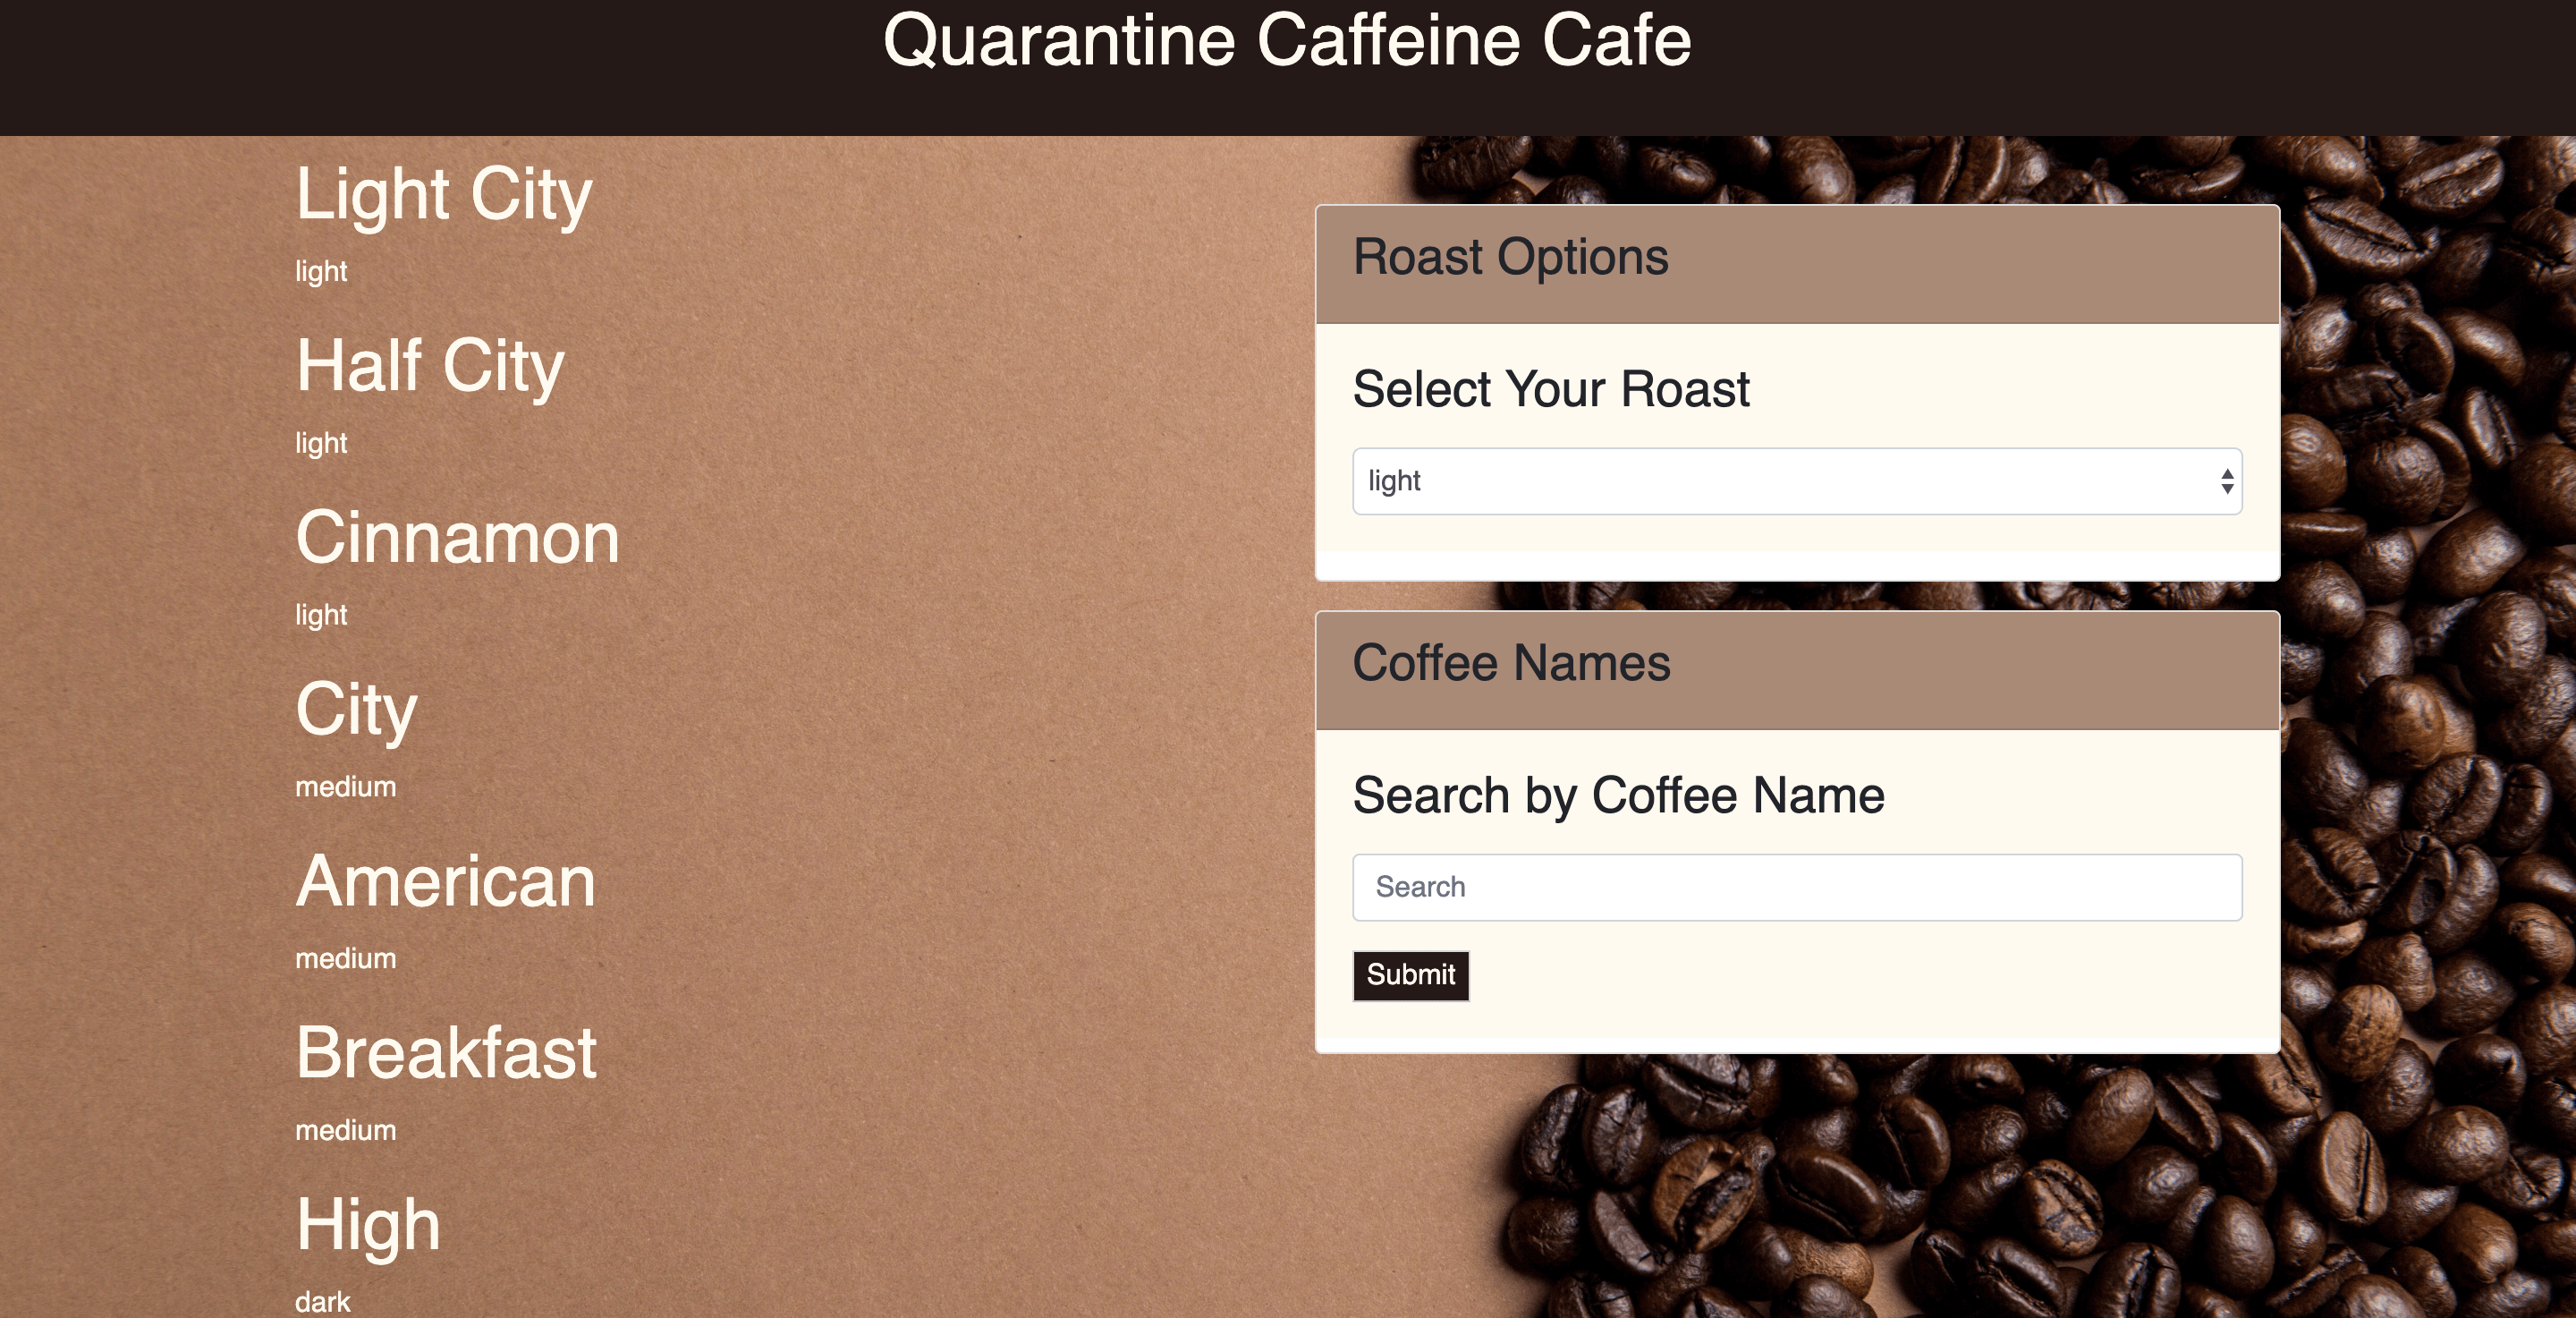 Quarantine Caffeine Cafe
Light City
light
Half City
light
Cinnamon
light
City
medium
American
medium
Breakfast
medium
High
dark
Roast Options
Select Your Roast
light
Coffee Names
Search by Coffee Name
Search
Submit